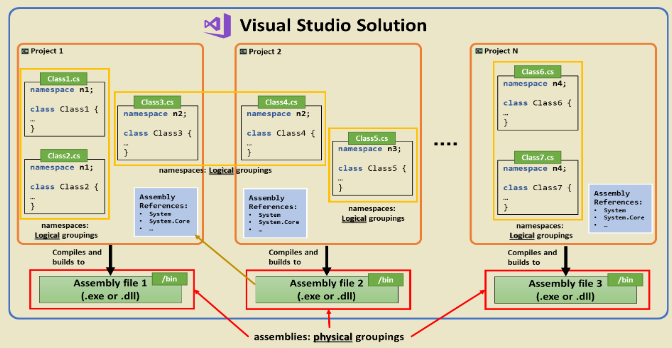 Visual Studio Solution
Project 1
Class1.cs
namespace n1;
class Class1 {
…
}
Class2.cs
namespace n1;
class Class2 {
…
}
namespaces:
Logical groupings
Class3.cs
namespace n2;
class Class3 {
…
}
Assembly
References:
• System
• System.Core
• …
Project 2
Class4.cs
namespace n2;
class Class4 {
…
}
namespaces: Logical groupings
Assembly
References:
• System
• System.Core
• …
Class5.cs
namespace n3;
class Class5 {
…
}
namespaces:
Logical groupings
....
Project N
Class6.cs
namespace n4;
class Class6 {
…
}
Class7.cs
namespace n4;
class Class7 {
…
}
namespaces:
Logical groupings
Assembly
References:
• System
• System.Core
• …
Compiles and
builds to
Compiles and
builds to
Compiles and
builds to
/bin
Assembly file 1
(.exe or .dll)
/bin
Assembly file 2
(.exe or .dll)
/bin
Assembly file 3
(.exe or .dll)
assemblies: physical groupings